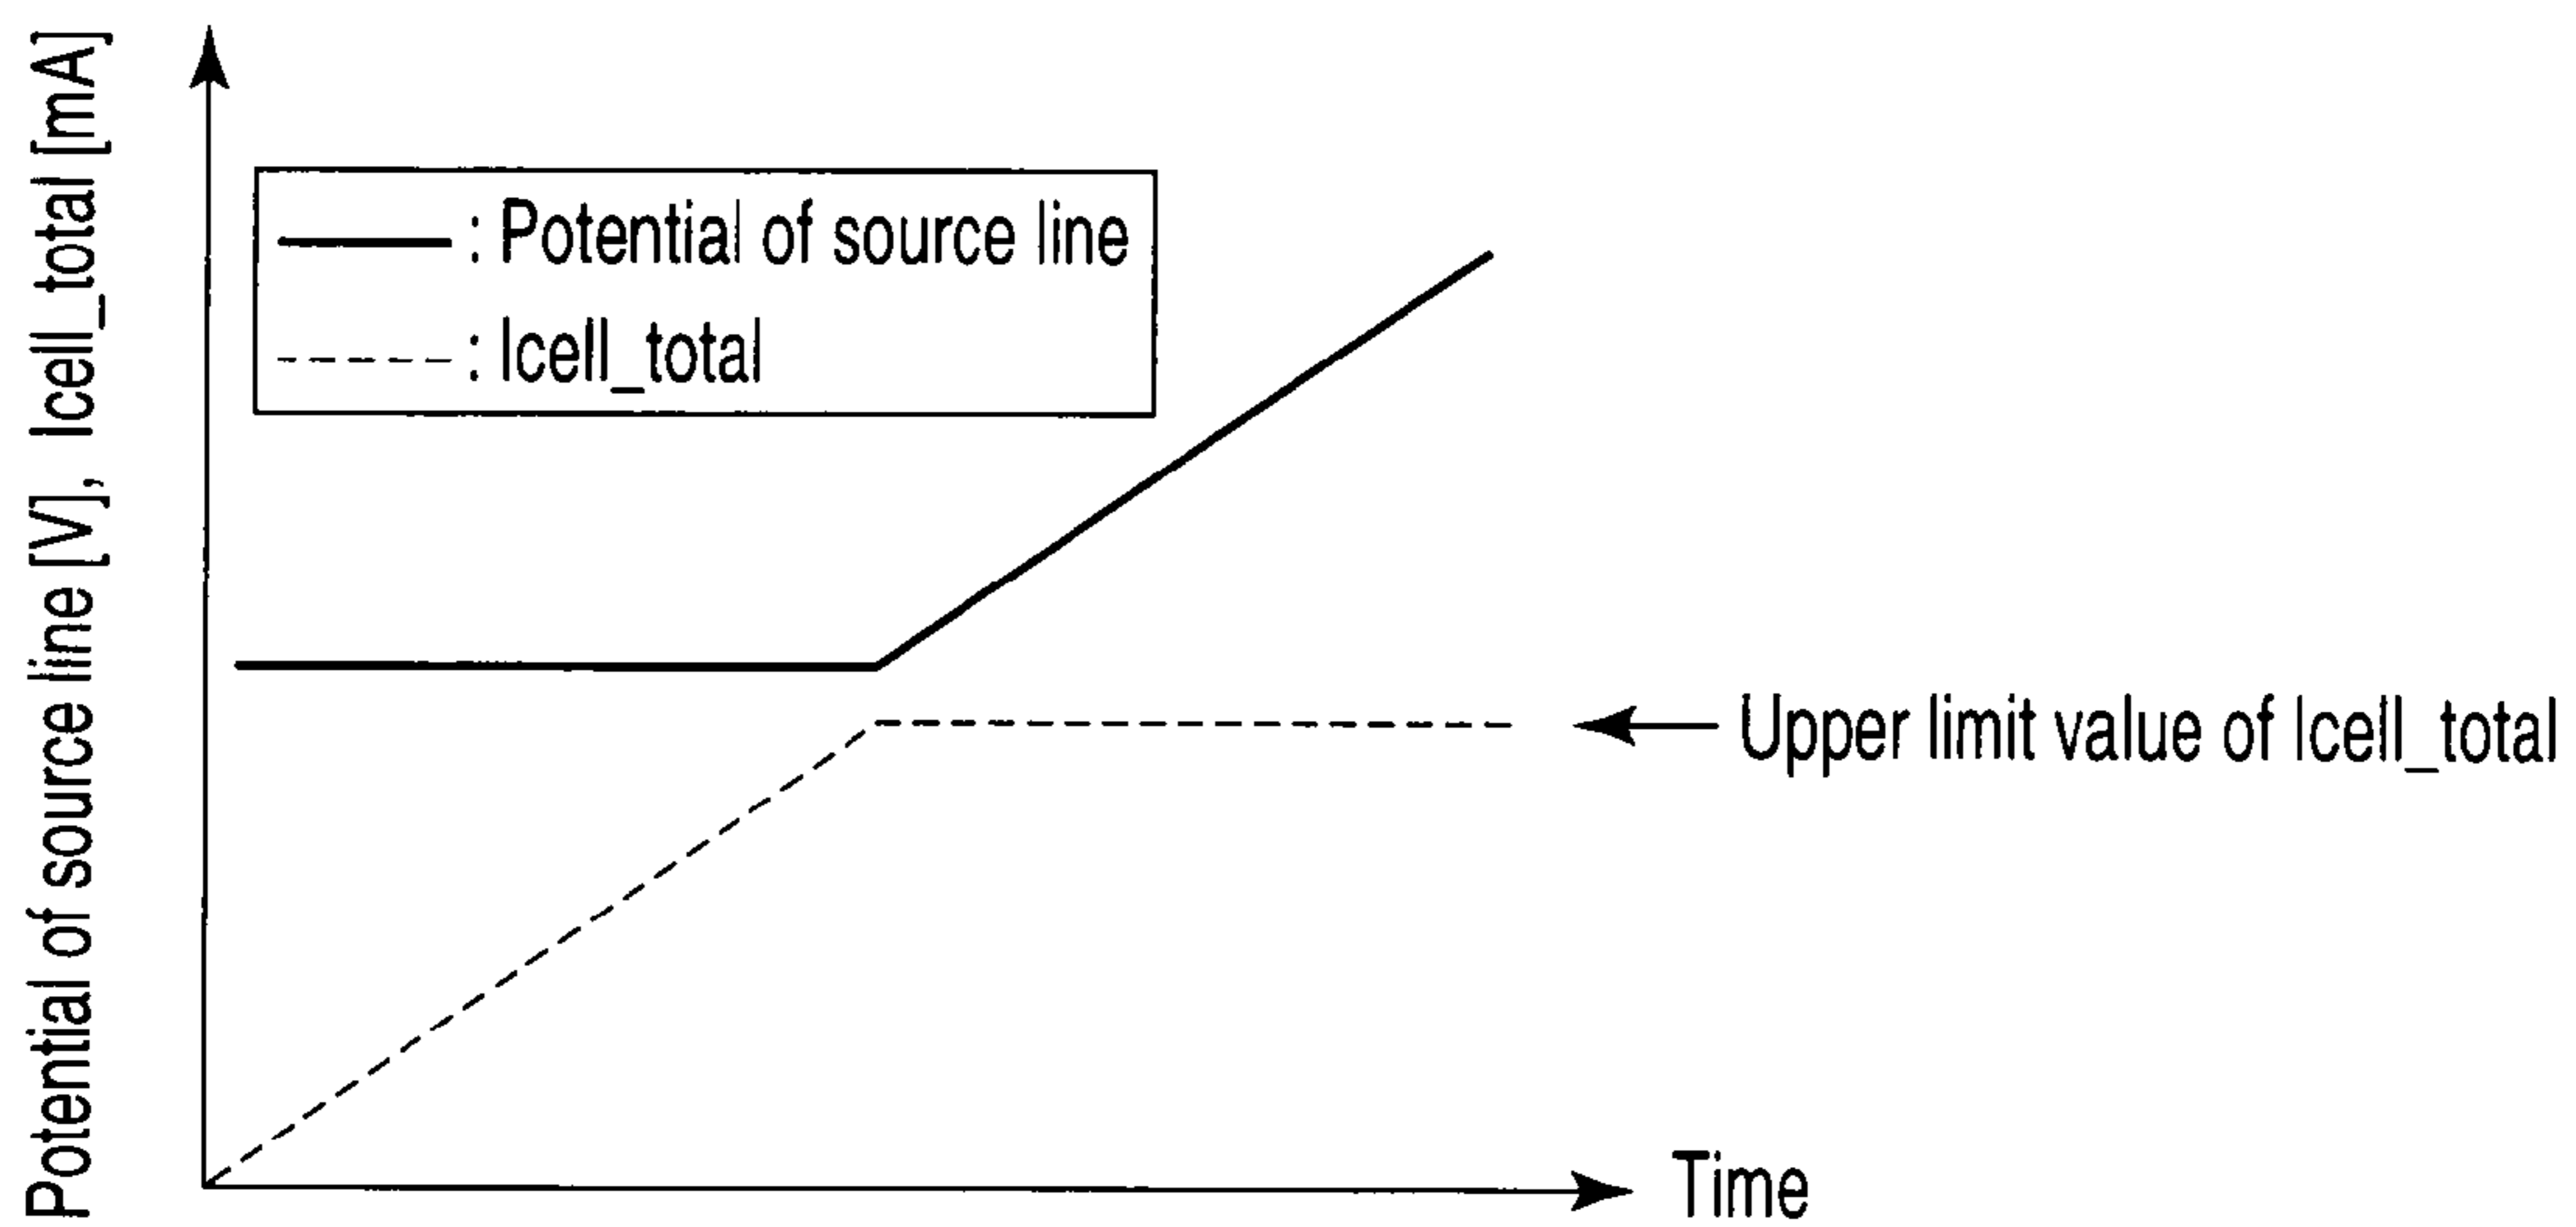 Potential of source line [V], Icell_total [mA]
: Potential of source line
: Icell_total
Upper limit value of Icell_total
Time